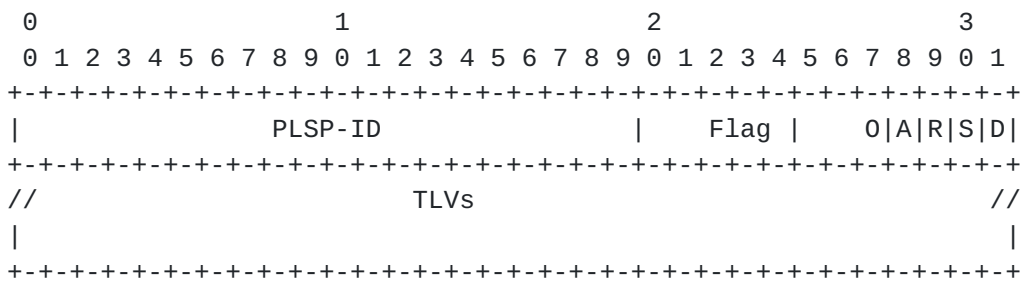 0                   1                   2                   3
 0 1 2 3 4 5 6 7 8 9 0 1 2 3 4 5 6 7 8 9 0 1 2 3 4 5 6 7 8 9 0 1
+-+-+-+-+-+-+-+-+-+-+-+-+-+-+-+-+-+-+-+-+-+-+-+-+-+-+-+-+-+-+-+-+
|                PLSP-ID                |    Flag |    O|A|R|S|D|
+-+-+-+-+-+-+-+-+-+-+-+-+-+-+-+-+-+-+-+-+-+-+-+-+-+-+-+-+-+-+-+-+
//                        TLVs                                 //
|                                                               |
+-+-+-+-+-+-+-+-+-+-+-+-+-+-+-+-+-+-+-+-+-+-+-+-+-+-+-+-+-+-+-+-+